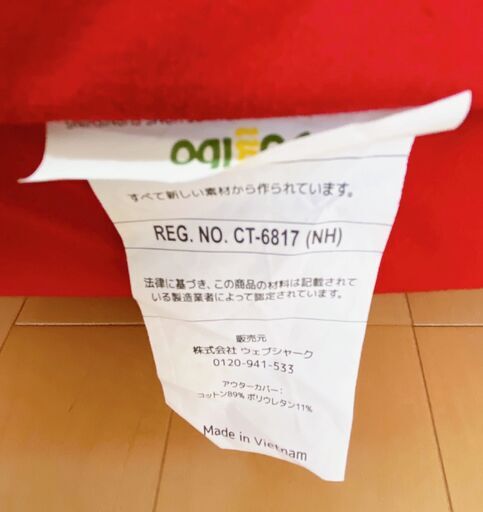 すべて新しい素材から作られています。
REG. NO. CT-6817 (NH)
法律に基づき、この商品の材料は記載されて
いる製造業者によって認定されています。
販売元
株式会社 ウェブシャーク
0120-941-533
アウターカバー：
コットン89% ポリウレタン11%
Made in Vietnam